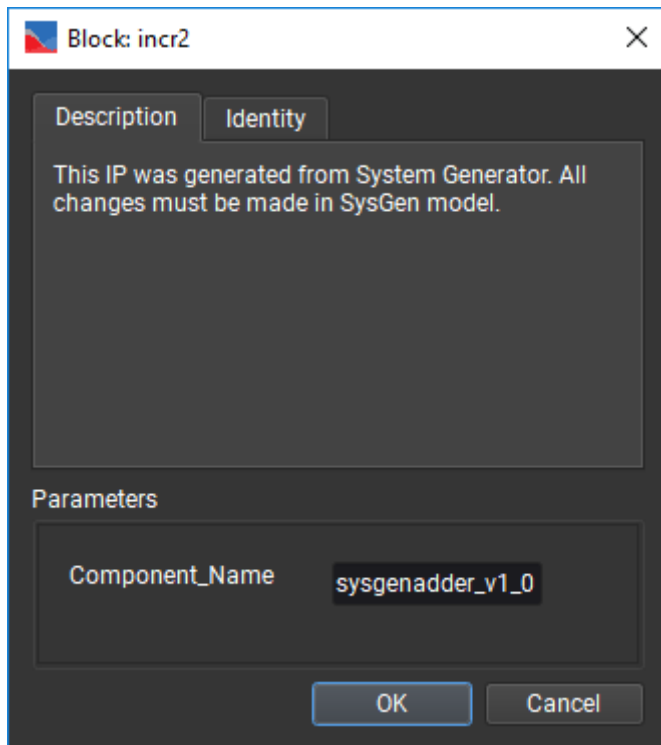 Block: incr2
Description
Identity
This IP was generated from System Generator. All
changes must be made in SysGen model.
Parameters
Component_Name
sysgenadder_v1_0
OK
Cancel